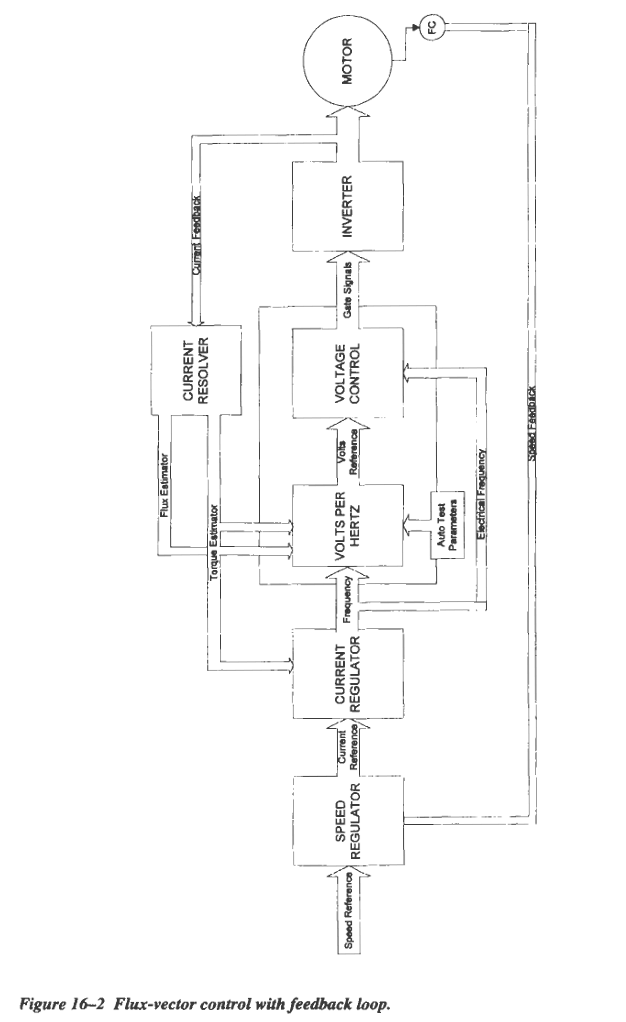 FC
MOTOR
Current Feedback
INVERTER
Gate Signals
CURRENT
RESOLVER
VOLTAGE
CONTROL
Speed Feedback
Flux Estimator
Volts
Reference
Electrical Frequency
Torque Estimator
VOLTS PER
HERTZ
Auto Test
Parameters
Frequency
CURRENT
REGULATOR
Current
Reference
SPEED
REGULATOR
Speed Reference
Figure 16–2 Flux-vector control with feedback loop.